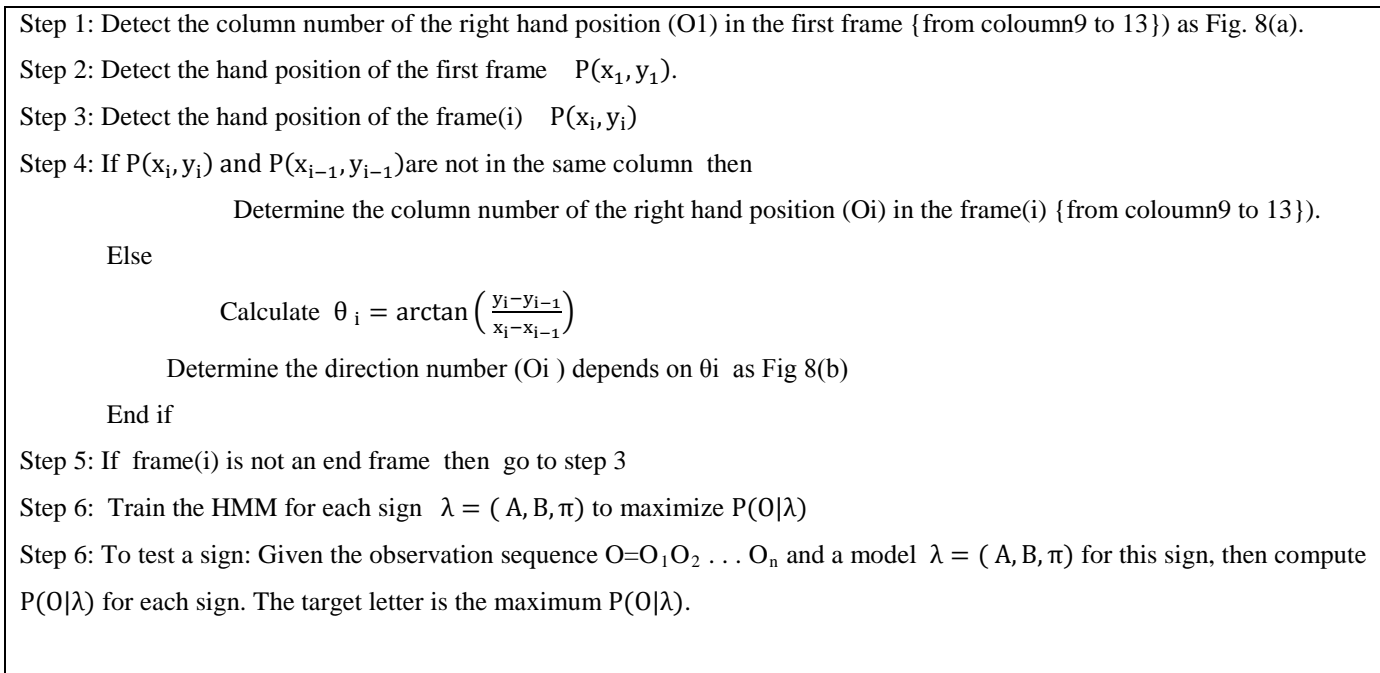 Step 1: Detect the column number of the right hand position (O1) in the first frame {from coloumn9 to 13}) as Fig. 8(a).
Step 2: Detect the hand position of the first frame P(x₁, y₁).
Step 3: Detect the hand position of the frame(i) P(xᵢ, yᵢ)
Step 4: If P(xᵢ, yᵢ) and P(xᵢ₋₁, yᵢ₋₁)are not in the same column then
Determine the column number of the right hand position (Oi) in the frame(i) {from coloumn9 to 13}).
Else
Calculate θ ᵢ = arctan ((yᵢ−yᵢ₋₁)/(xᵢ−xᵢ₋₁))
Determine the direction number (Oi ) depends on θi as Fig 8(b)
End if
Step 5: If frame(i) is not an end frame then go to step 3
Step 6: Train the HMM for each sign λ = ( A, B, π) to maximize P(O|λ)
Step 6: To test a sign: Given the observation sequence O=O₁O₂ . . . Oₙ and a model λ = ( A, B, π) for this sign, then compute
P(O|λ) for each sign. The target letter is the maximum P(O|λ).